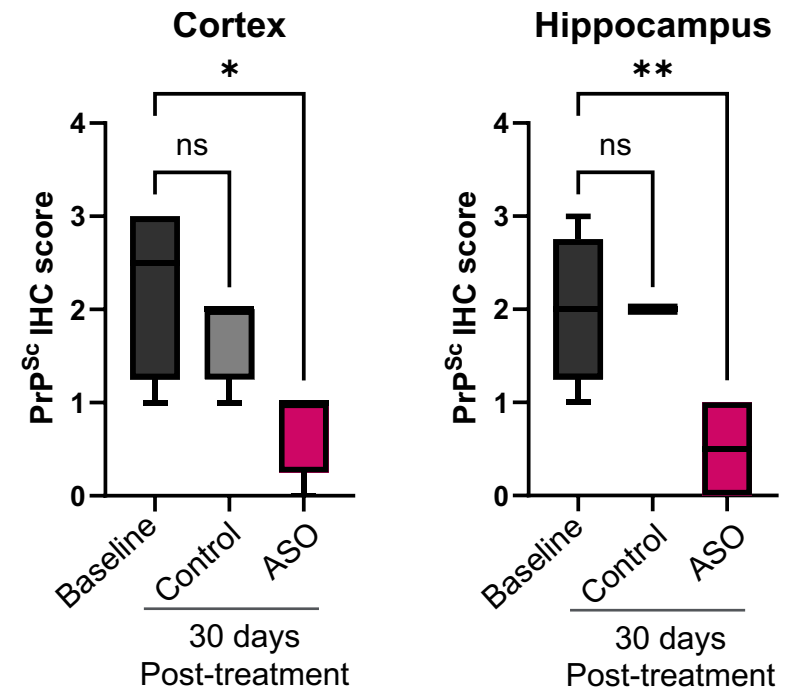 Cortex
*
ns
4
3
2
1
0
PrP^Sc IHC score
Baseline
Control
ASO
30 days
Post-treatment
Hippocampus
**
ns
4
3
2
1
0
PrP^Sc IHC score
Baseline
Control
ASO
30 days
Post-treatment